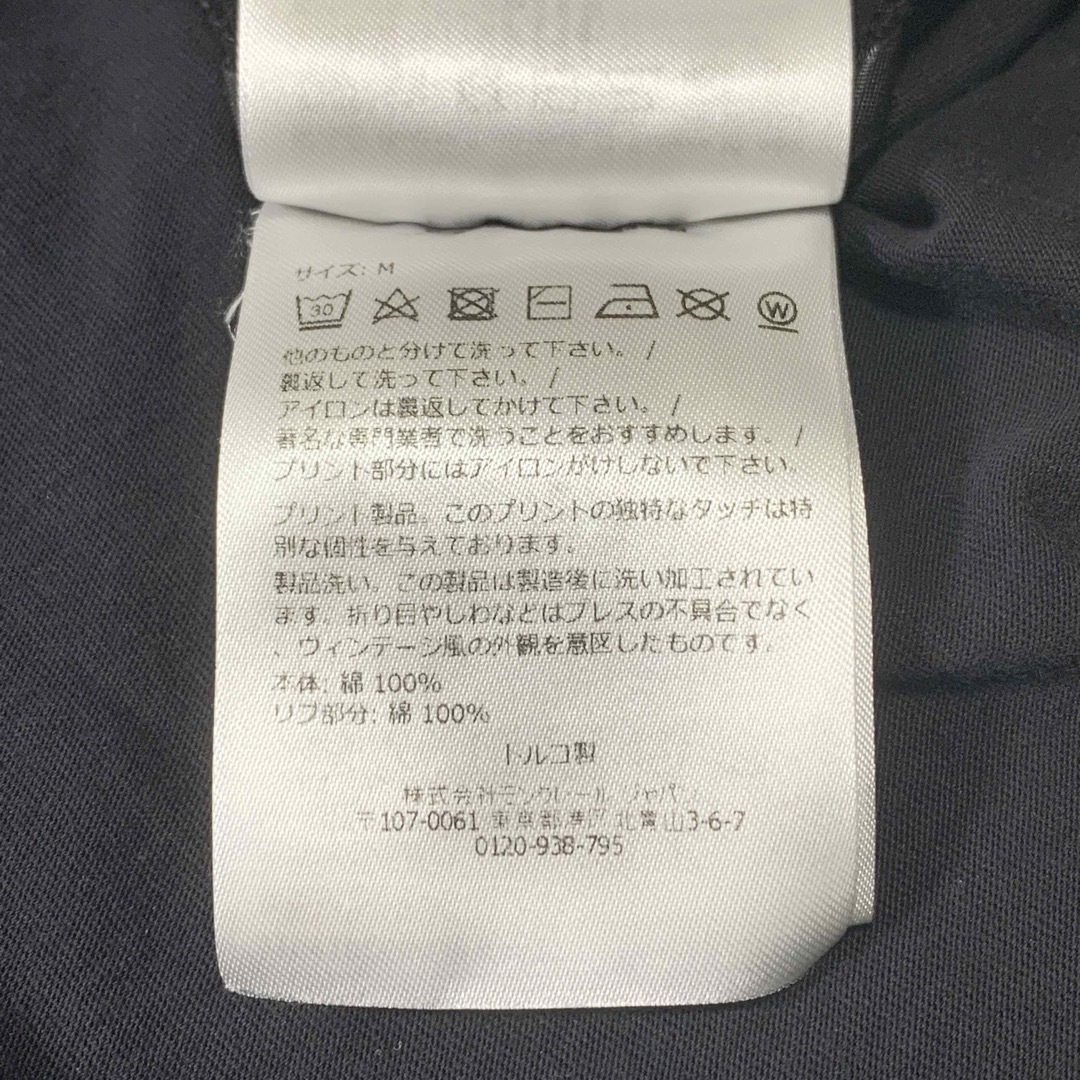 サイズ: M
30
W
他のものと分けて洗って下さい。 /
裏返して洗って下さい。 /
アイロンは裏返してかけて下さい。 /
著名な専門業者で洗うことをおすすめします。 /
プリント部分にはアイロンがけしないで下さい.
プリント製品。このプリントの独特なタッチは特
別な個性を与えております。
製品洗い。この製品は製造後に洗い加工されてい
ます。折り目やしわなどはプレスの不具合でなく
、ウィンテージ風の外観を意図したものです。
本体: 綿 100%
リブ部分: 綿 100%
トルコ製
株式会社モンクレール ジャパン
〒107-0061 東京都港区北青山3-6-7
0120-938-795